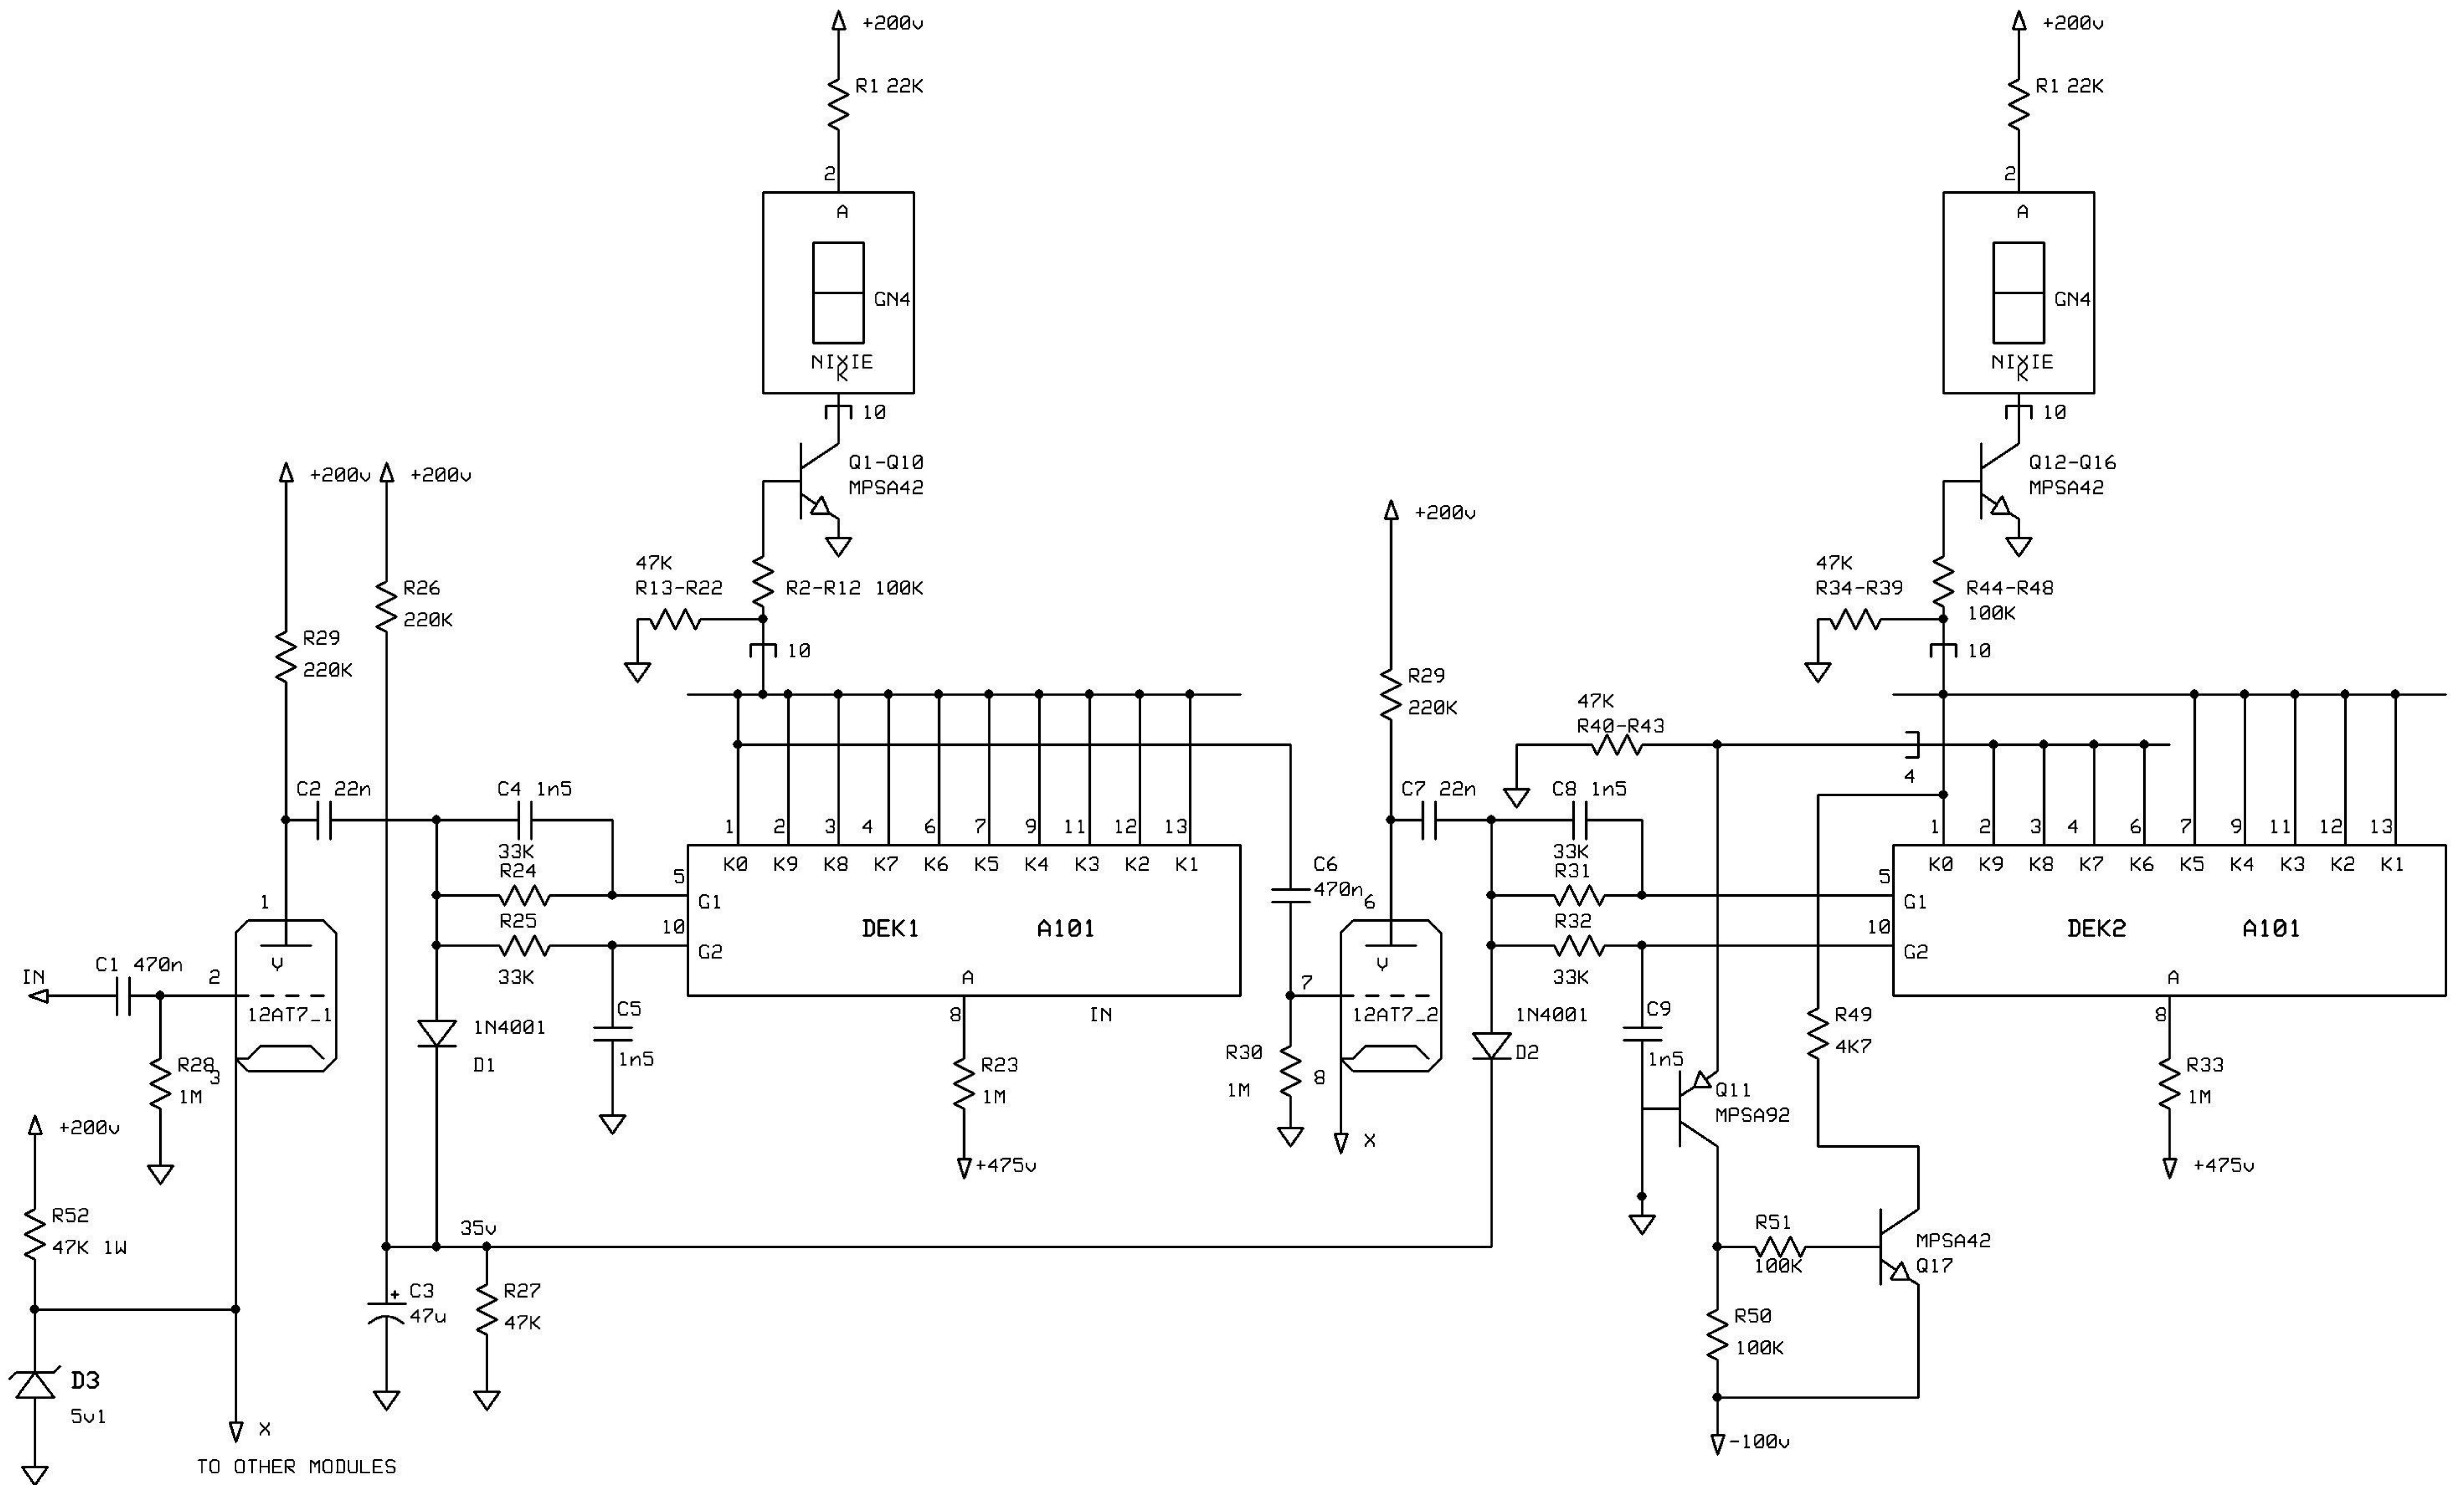 +200v
R1 22K
2
A
GN4
NIXIE
K
10
Q1-Q10
MPSA42
47K
R13-R22
R2-R12 100K
10
+200v
R1 22K
2
A
GN4
NIXIE
K
10
Q12-Q16
MPSA42
47K
R34-R39
R44-R48
100K
10
+200v
+200v
R29
220K
R26
220K
C2 22n
C4 1n5
33K
R24
R25
33K
1
2
3
12AT7_1
IN
C1 470n
R28
1M
+200v
R52
47K 1W
D3
5v1
X
TO OTHER MODULES
1N4001
D1
C5
1n5
35v
C3
+
47u
R27
47K
1 2 3 4 6 7 9 11 12 13
K0 K9 K8 K7 K6 K5 K4 K3 K2 K1
5
G1
10
G2
DEK1 A101
A
8
IN
R23
1M
+475v
+200v
R29
220K
C6
470n
6
7
8
12AT7_2
R30
1M
X
C7 22n
C8 1n5
33K
R31
R32
33K
1N4001
D2
C9
1n5
47K
R40-R43
4
1 2 3 4 6 7 9 11 12 13
K0 K9 K8 K7 K6 K5 K4 K3 K2 K1
5
G1
10
G2
DEK2 A101
A
8
R33
1M
+475v
R49
4K7
Q11
MPSA92
R51
100K
MPSA42
Q17
R50
100K
-100v